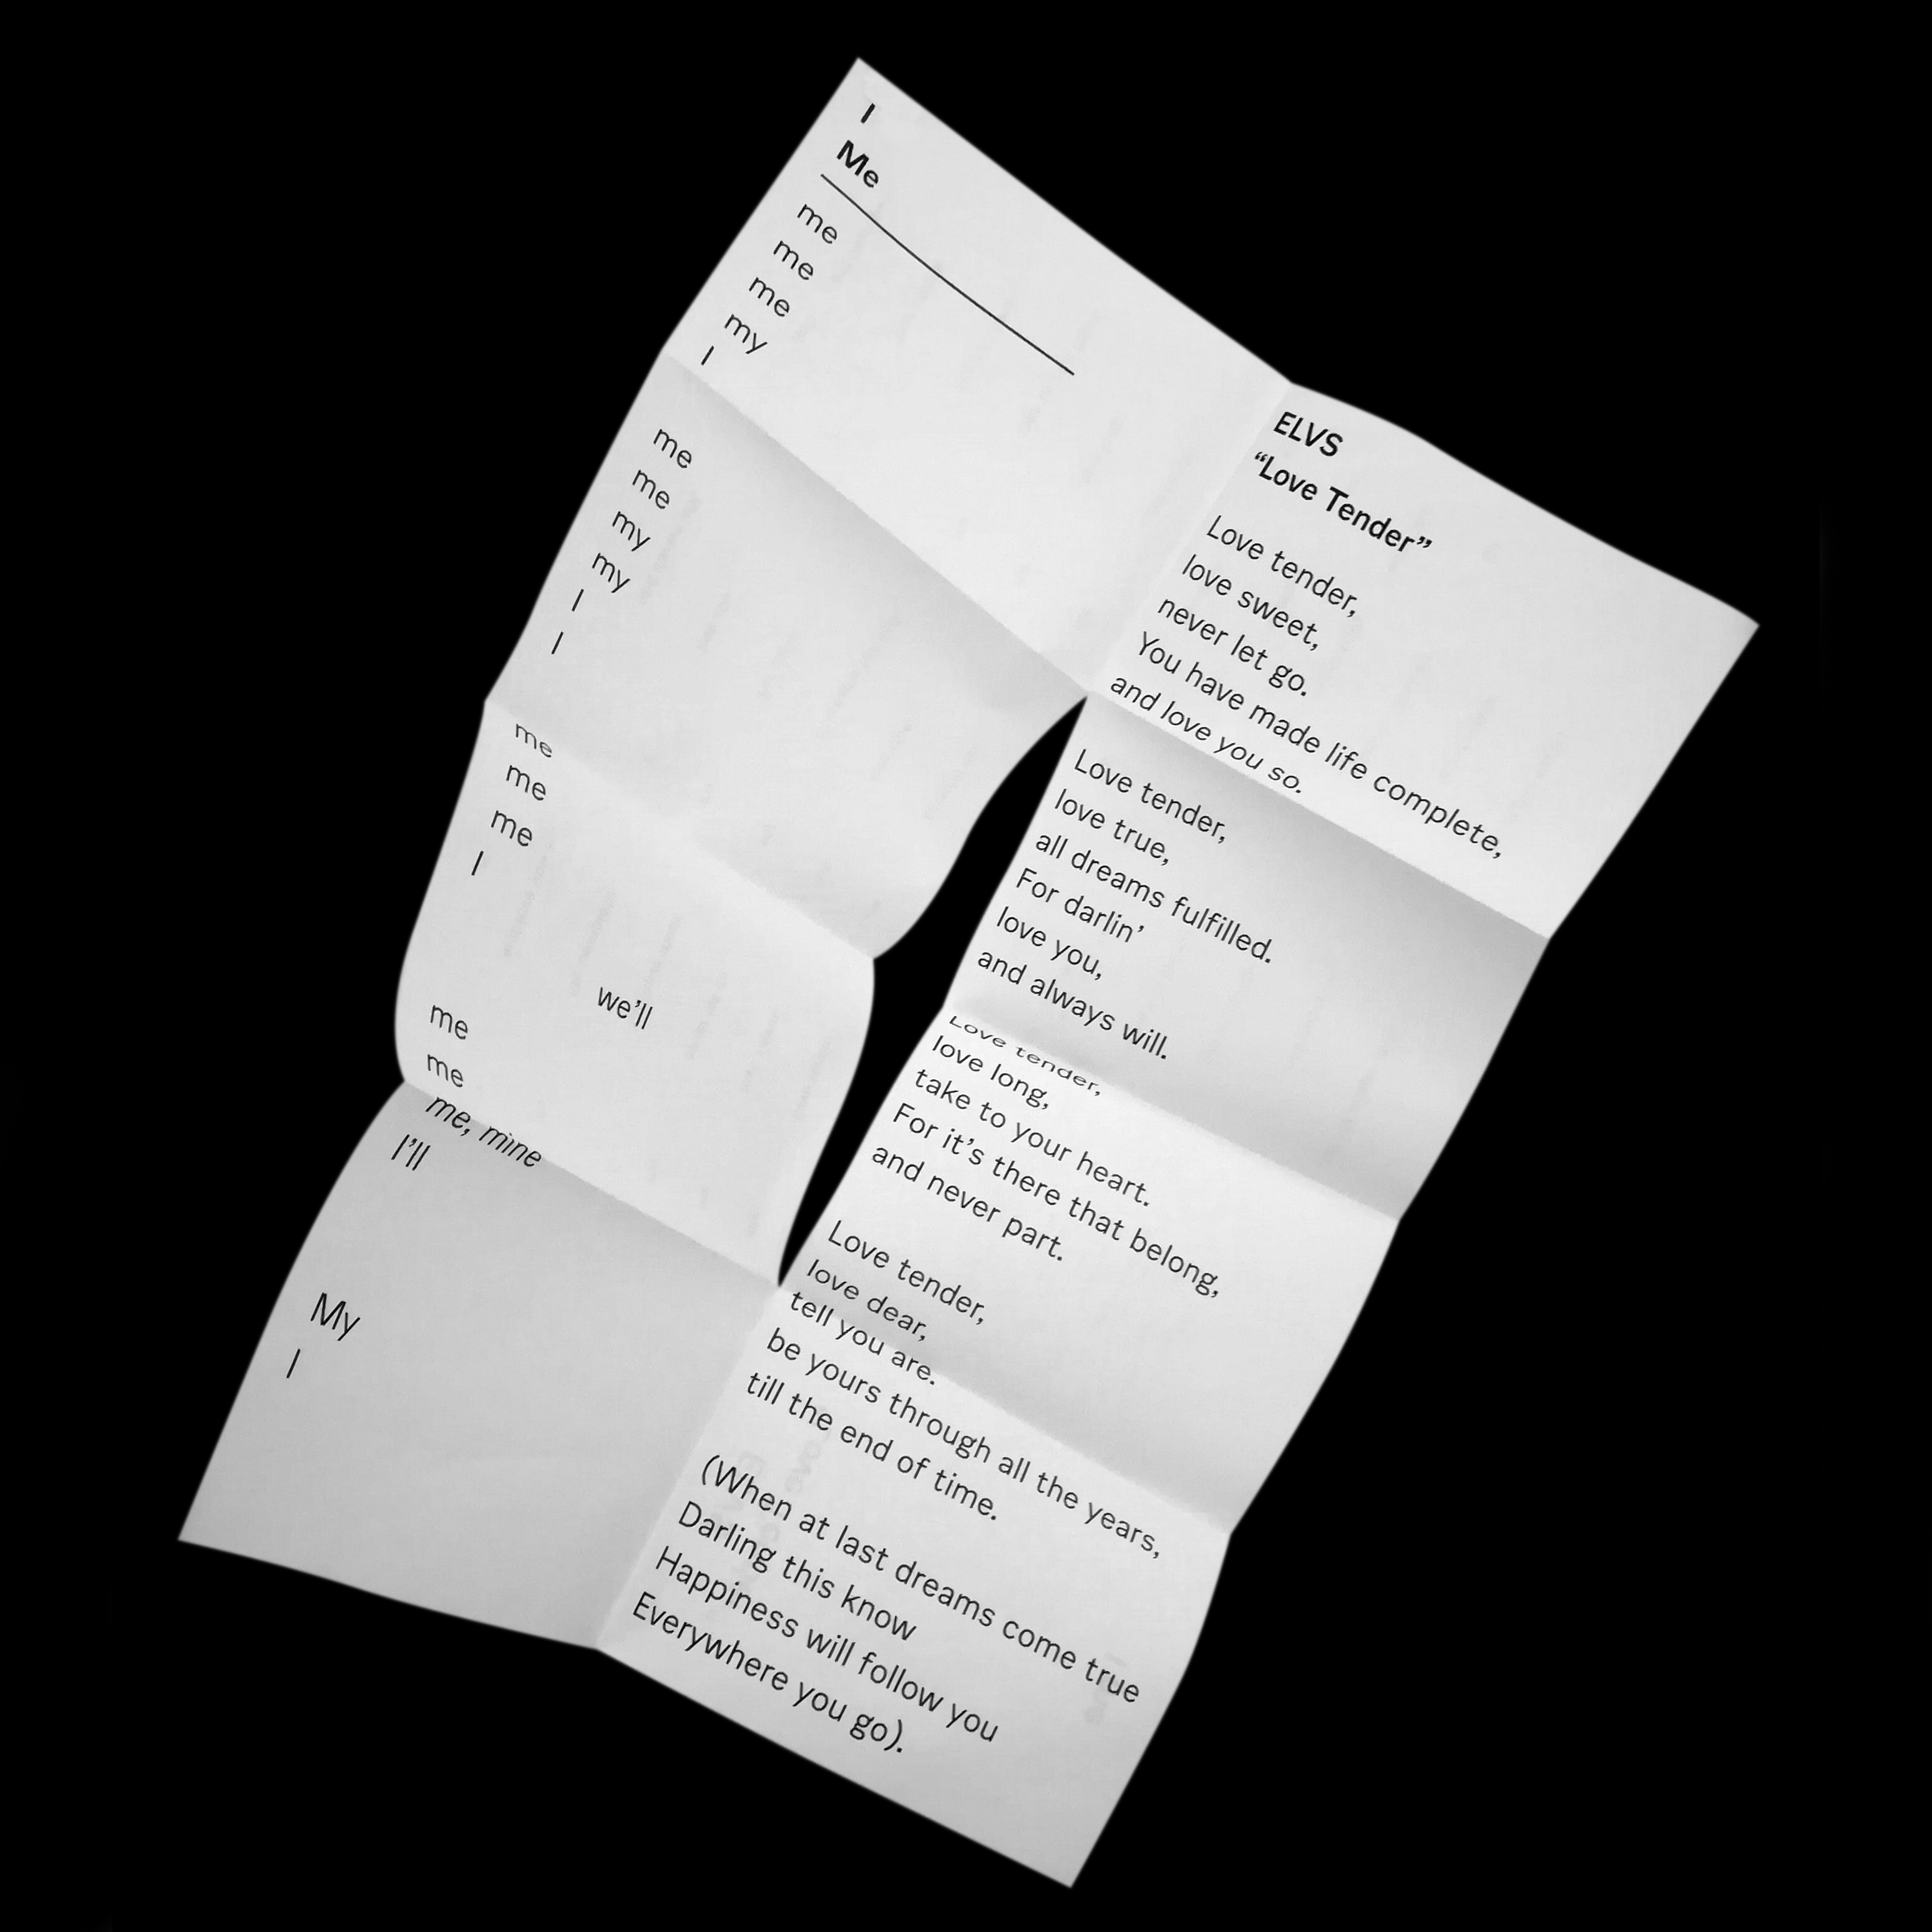 I
Me
me
me
me
my
I
me
me
my
my
I
I
me
me
me
I
we'll
me
me
me, mine
I'll
My
I
ELVS
“Love Tender”
Love tender,
love sweet,
never let go.
You have made life complete,
and love you so.
Love tender,
love true,
all dreams fulfilled.
For darlin’
love you,
and always will.
Love tender,
love long,
take to your heart.
For it’s there that belong,
and never part.
Love tender,
love dear,
tell you are.
be yours through all the years,
till the end of time.
(When at last dreams come true
Darling this know
Happiness will follow you
Everywhere you go).